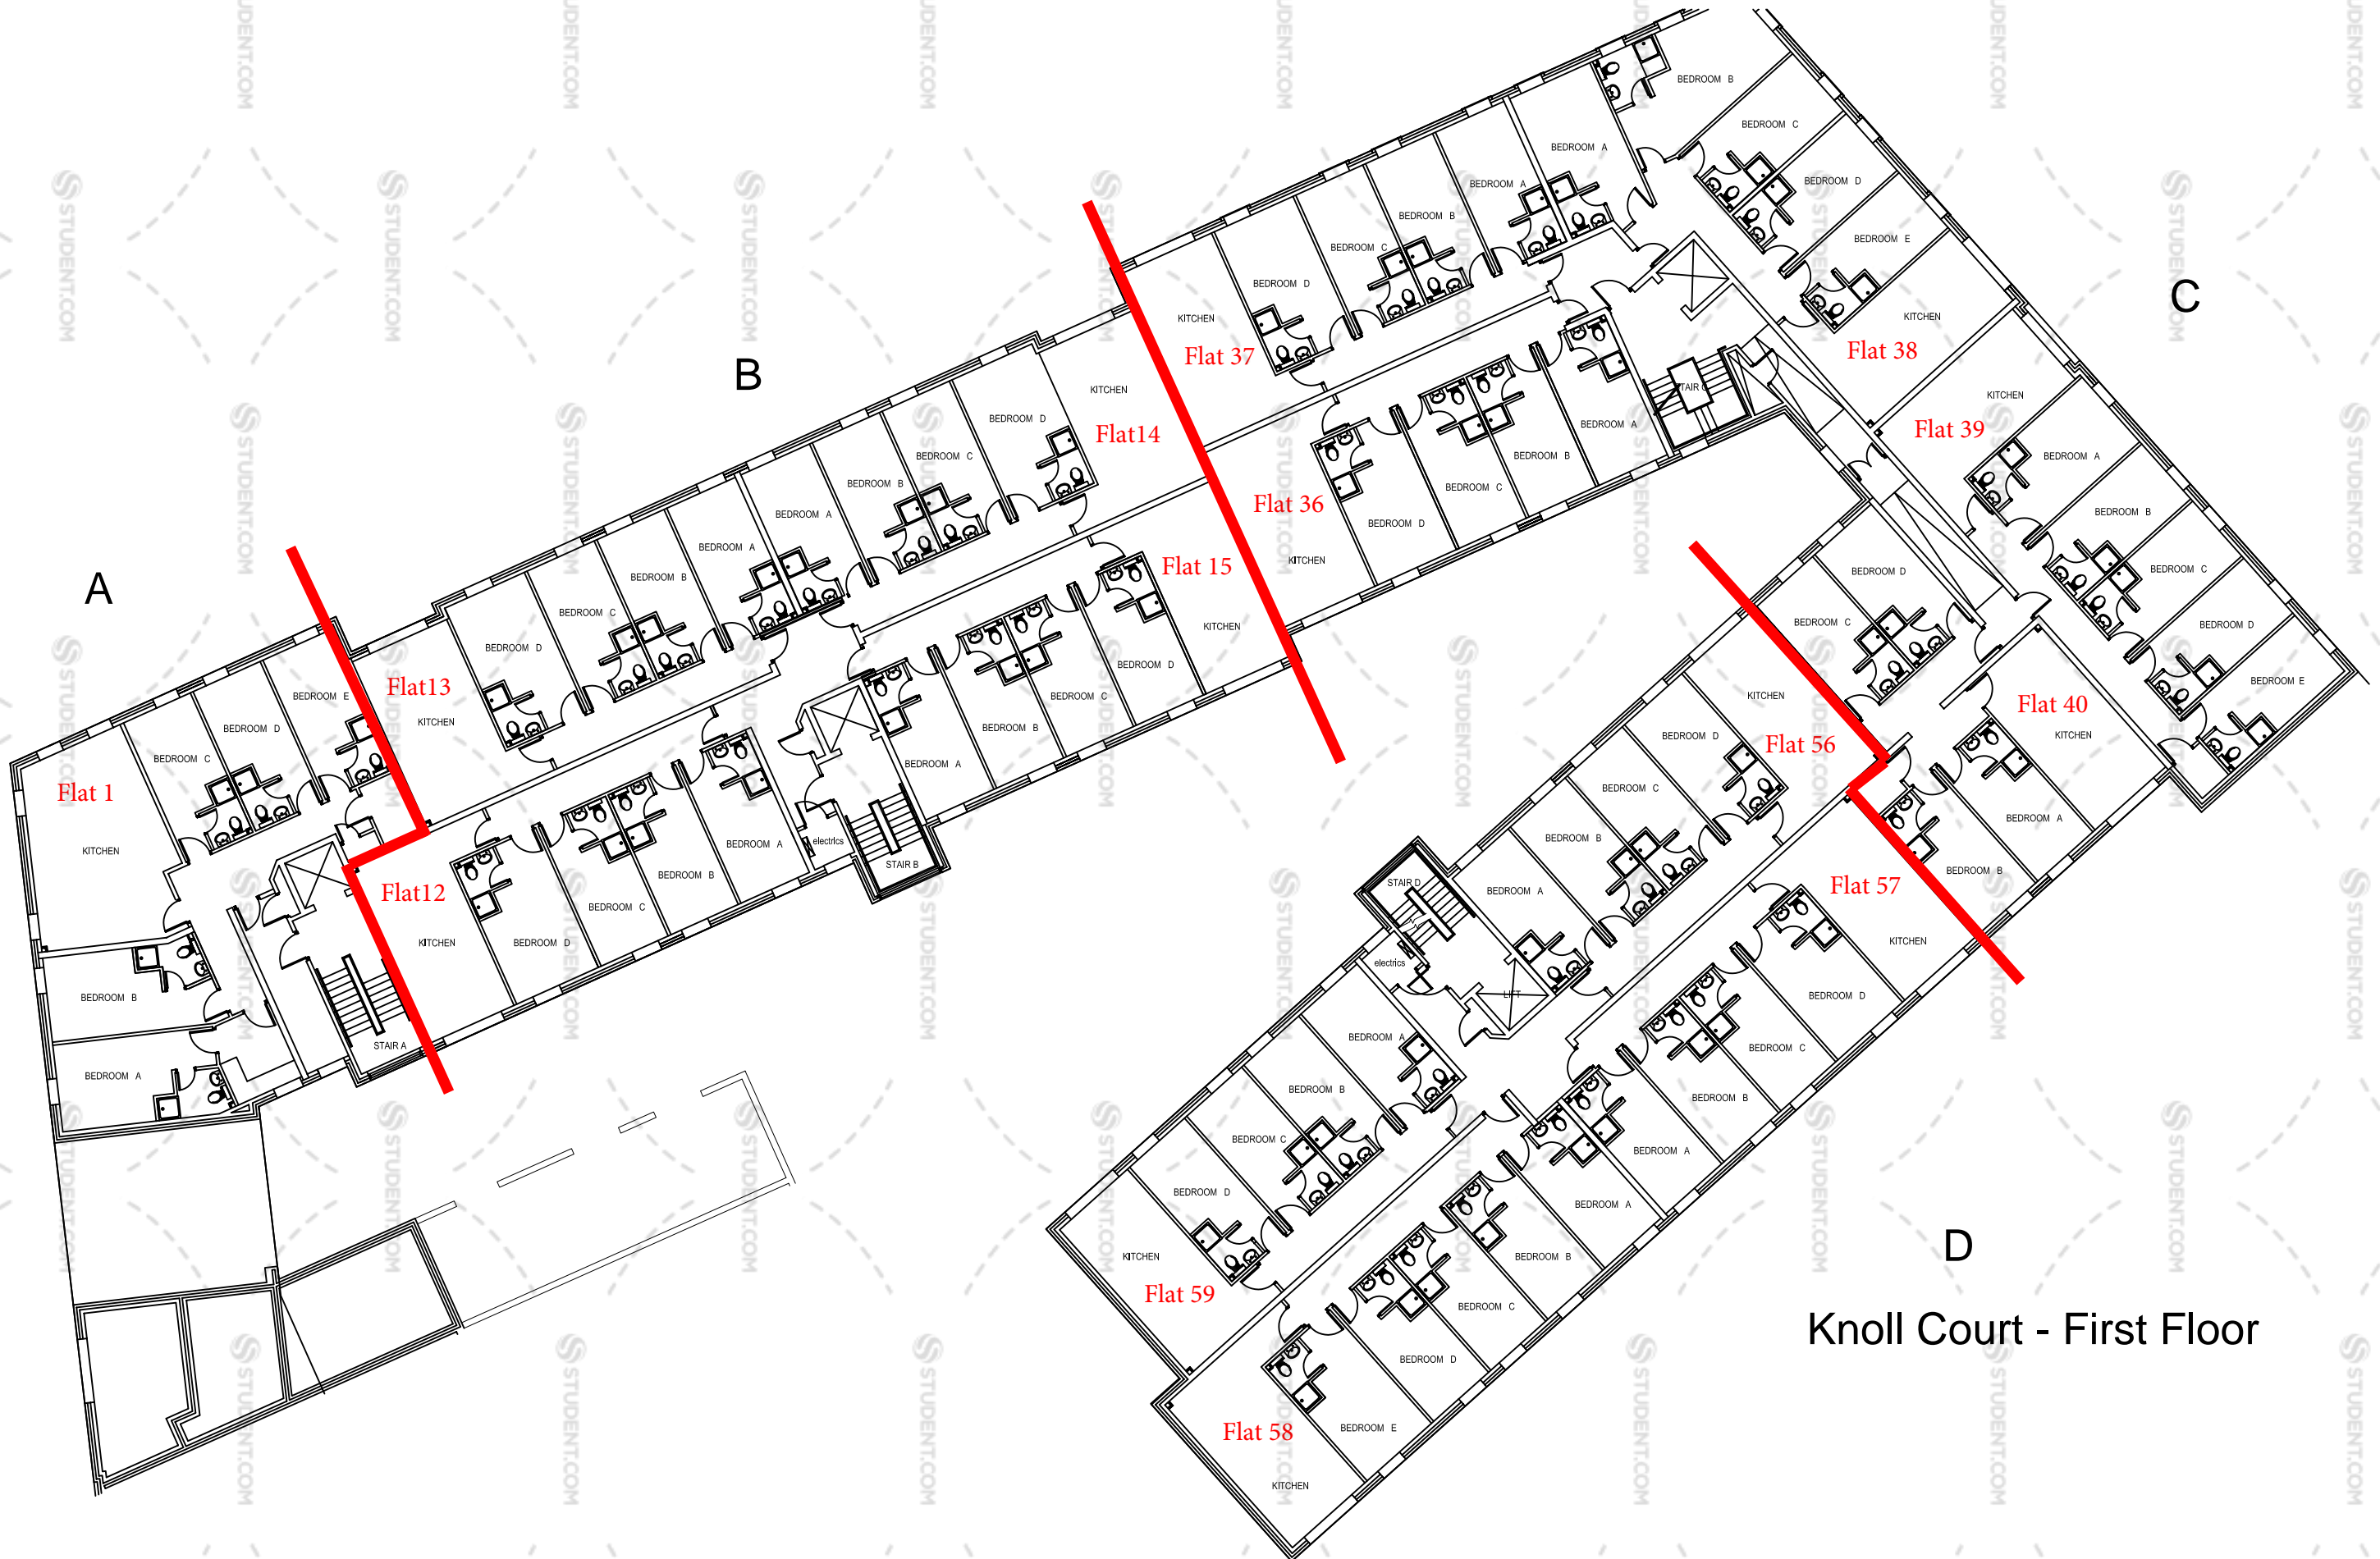 A
B
C
D
Knoll Court - First Floor
Flat 1
KITCHEN
BEDROOM A
BEDROOM B
BEDROOM C
BEDROOM D
BEDROOM E
STAIR A
Flat12
KITCHEN
BEDROOM D
BEDROOM C
BEDROOM B
BEDROOM A
electrics
STAIR B
Flat13
KITCHEN
BEDROOM D
BEDROOM C
BEDROOM B
BEDROOM A
Flat14
BEDROOM A
BEDROOM B
BEDROOM C
BEDROOM D
KITCHEN
Flat 15
BEDROOM A
BEDROOM B
BEDROOM C
BEDROOM D
KITCHEN
Flat 36
KITCHEN
BEDROOM D
BEDROOM C
BEDROOM B
BEDROOM A
STAIR C
Flat 37
KITCHEN
BEDROOM D
BEDROOM C
BEDROOM B
BEDROOM A
Flat 38
BEDROOM A
BEDROOM B
BEDROOM C
BEDROOM D
BEDROOM E
KITCHEN
Flat 39
KITCHEN
BEDROOM A
BEDROOM B
BEDROOM C
BEDROOM D
BEDROOM E
Flat 40
KITCHEN
BEDROOM A
BEDROOM B
BEDROOM C
BEDROOM D
Flat 56
KITCHEN
BEDROOM D
BEDROOM C
BEDROOM B
BEDROOM A
STAIR D
electrics
LIFT
Flat 57
KITCHEN
BEDROOM D
BEDROOM C
BEDROOM B
BEDROOM A
Flat 58
BEDROOM A
BEDROOM B
BEDROOM C
BEDROOM D
BEDROOM E
KITCHEN
Flat 59
BEDROOM A
BEDROOM B
BEDROOM C
BEDROOM D
KITCHEN
STUDENT.COM